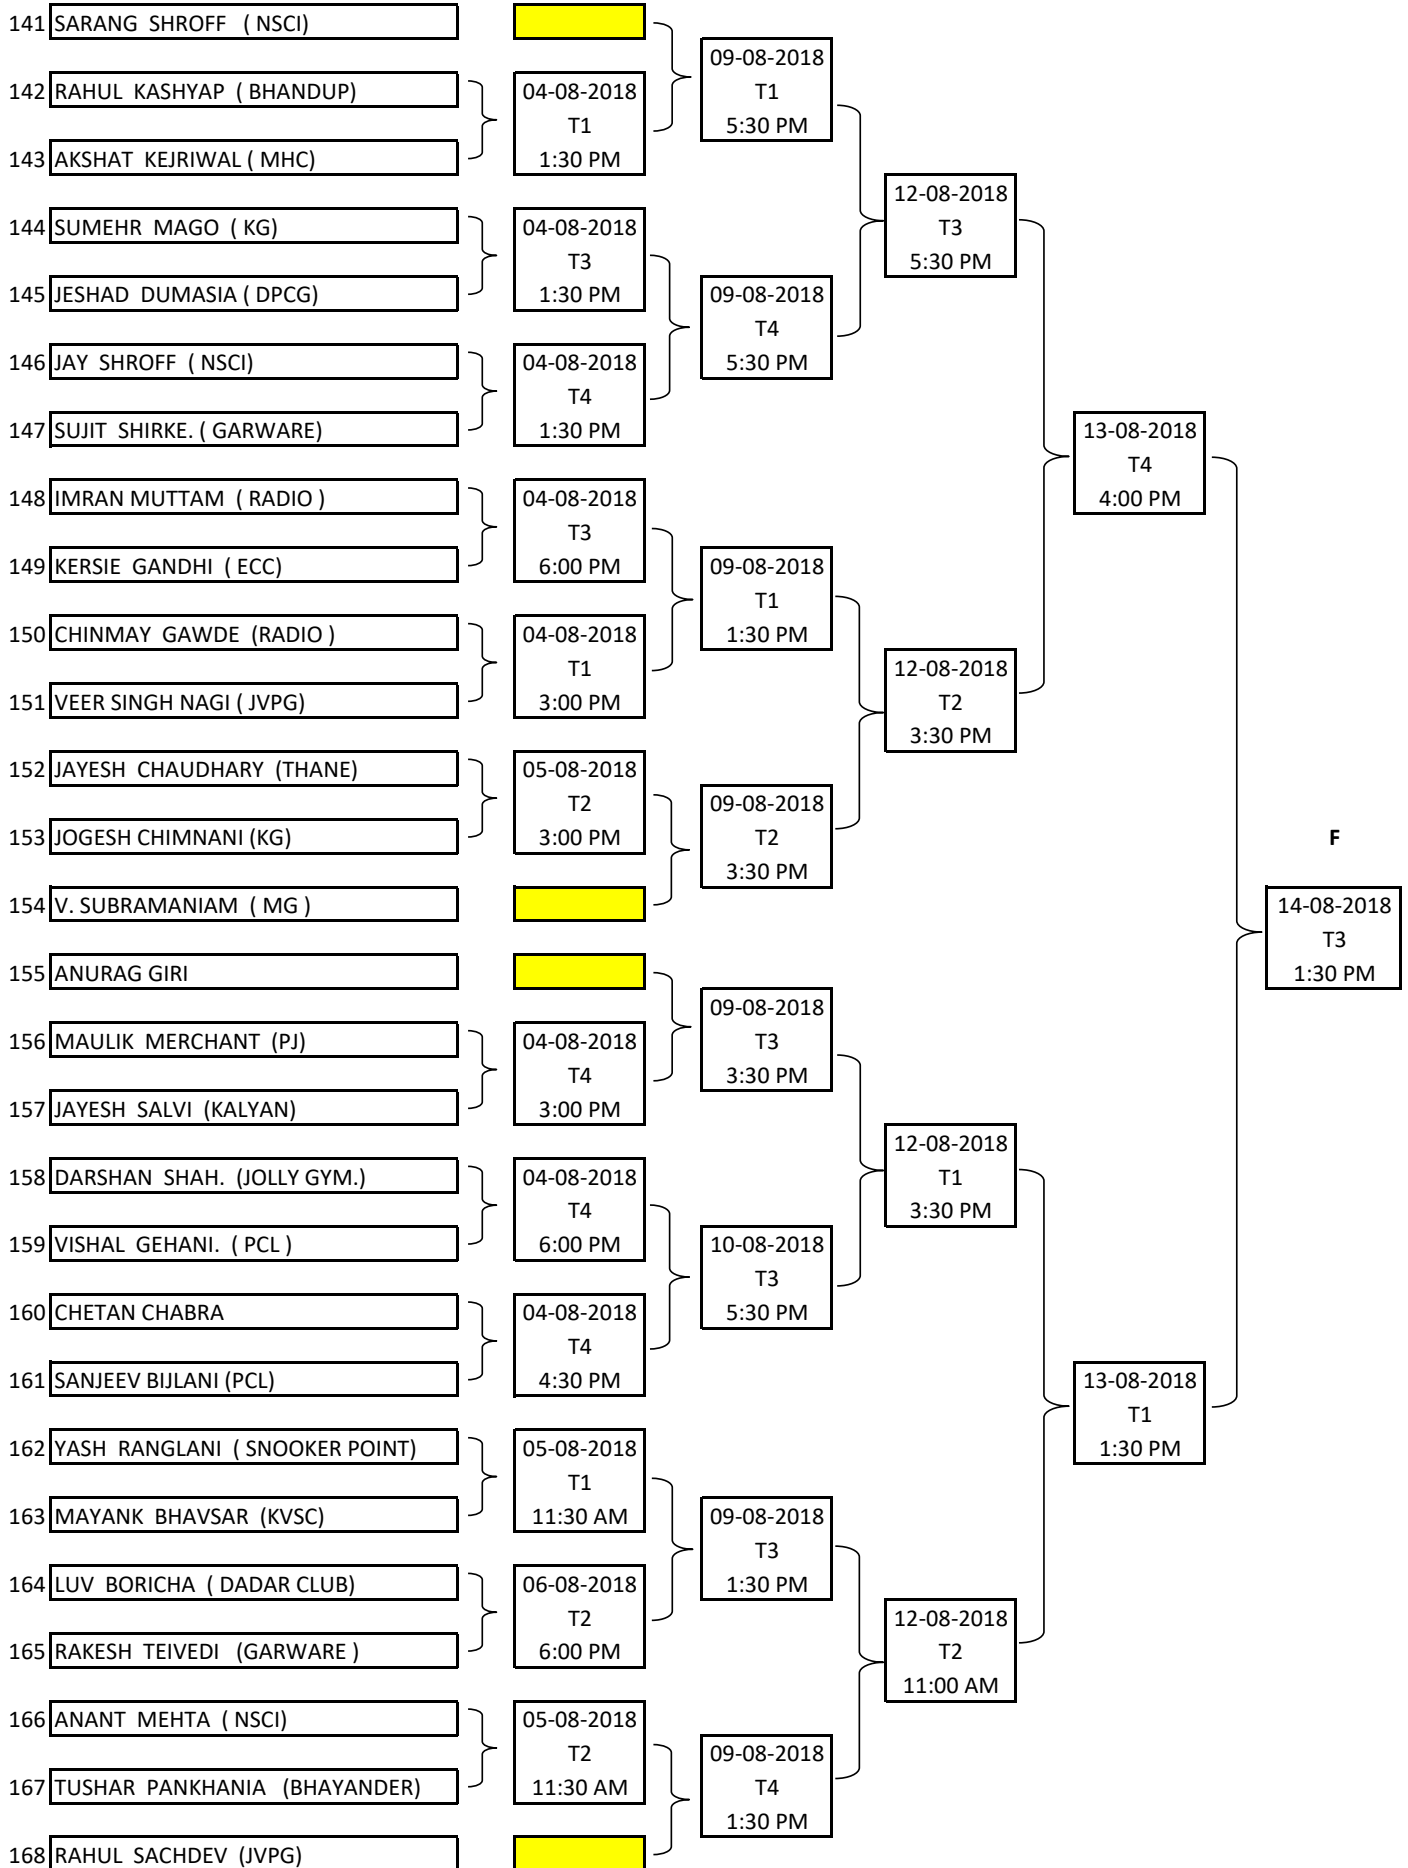 141 SARANG SHROFF ( NSCI)
09-08-2018
142 RAHUL KASHYAP ( BHANDUP) 04-08-2018 T1
T1 5:30 PM
143 AKSHAT KEJRIWAL ( MHC) 1:30 PM
12-08-2018
144 SUMEHR MAGO ( KG) 04-08-2018 T3
T3 5:30 PM
145 JESHAD DUMASIA ( DPCG) 1:30 PM 09-08-2018
T4
146 JAY SHROFF ( NSCI) 04-08-2018 5:30 PM
T4
147 SUJIT SHIRKE. ( GARWARE) 1:30 PM 13-08-2018
T4
148 IMRAN MUTTAM ( RADIO ) 04-08-2018 4:00 PM
T3
149 KERSIE GANDHI ( ECC) 6:00 PM 09-08-2018
T1
150 CHINMAY GAWDE (RADIO ) 04-08-2018 1:30 PM
T1 12-08-2018
151 VEER SINGH NAGI ( JVPG) 3:00 PM T2
3:30 PM
152 JAYESH CHAUDHARY (THANE) 05-08-2018
T2 09-08-2018
153 JOGESH CHIMNANI (KG) 3:00 PM T2 F
3:30 PM
154 V. SUBRAMANIAM ( MG ) 14-08-2018
T3
155 ANURAG GIRI 1:30 PM
09-08-2018
156 MAULIK MERCHANT (PJ) 04-08-2018 T3
T4 3:30 PM
157 JAYESH SALVI (KALYAN) 3:00 PM
12-08-2018
158 DARSHAN SHAH. (JOLLY GYM.) 04-08-2018 T1
T4 3:30 PM
159 VISHAL GEHANI. ( PCL ) 6:00 PM 10-08-2018
T3
160 CHETAN CHABRA 04-08-2018 5:30 PM
T4
161 SANJEEV BIJLANI (PCL) 4:30 PM 13-08-2018
T1
162 YASH RANGLANI ( SNOOKER POINT) 05-08-2018 1:30 PM
T1
163 MAYANK BHAVSAR (KVSC) 11:30 AM 09-08-2018
T3
164 LUV BORICHA ( DADAR CLUB) 06-08-2018 1:30 PM
T2 12-08-2018
165 RAKESH TEIVEDI (GARWARE ) 6:00 PM T2
11:00 AM
166 ANANT MEHTA ( NSCI) 05-08-2018
T2 09-08-2018
167 TUSHAR PANKHANIA (BHAYANDER) 11:30 AM T4
1:30 PM
168 RAHUL SACHDEV (JVPG)